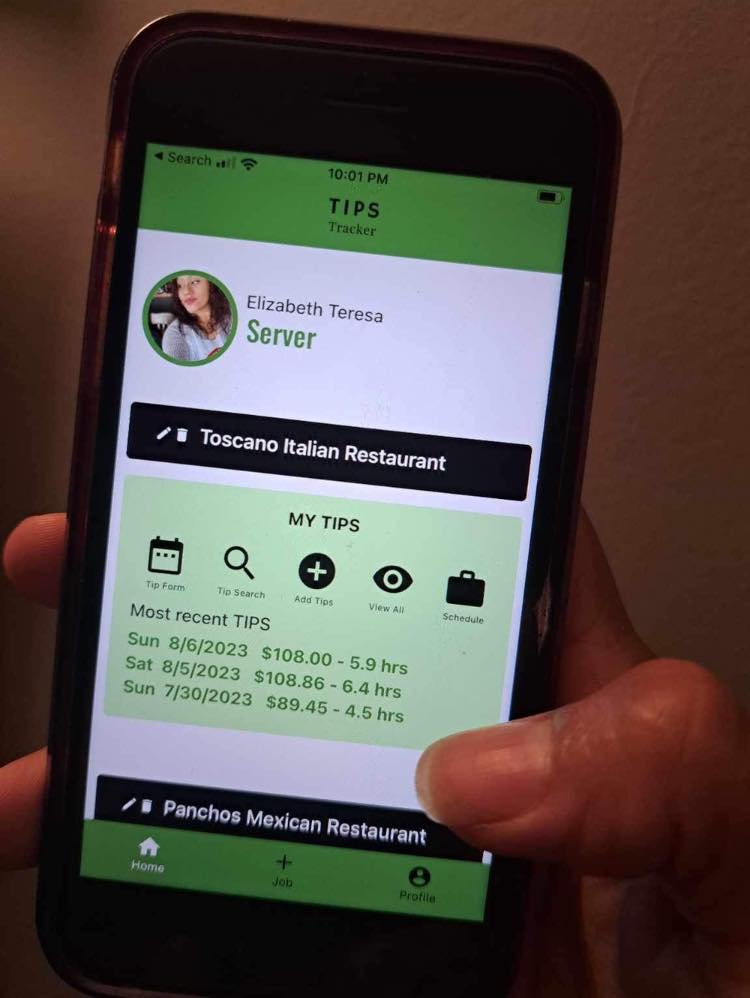 ◀ Search
10:01 PM
TIPS
Tracker
Elizabeth Teresa
Server
Toscano Italian Restaurant
MY TIPS
Tip Form Tip Search Add Tips View All Schedule
Most recent TIPS
Sun 8/6/2023 $108.00 - 5.9 hrs
Sat 8/5/2023 $108.86 - 6.4 hrs
Sun 7/30/2023 $89.45 - 4.5 hrs
Panchos Mexican Restaurant
Home Job Profile